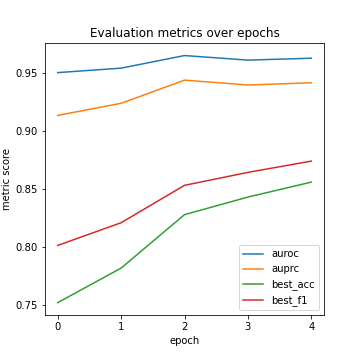 Evaluation metrics over epochs
metric score
0.95
0.90
0.85
0.80
0.75
0 1 2 3 4
epoch
auroc
auprc
best_acc
best_f1